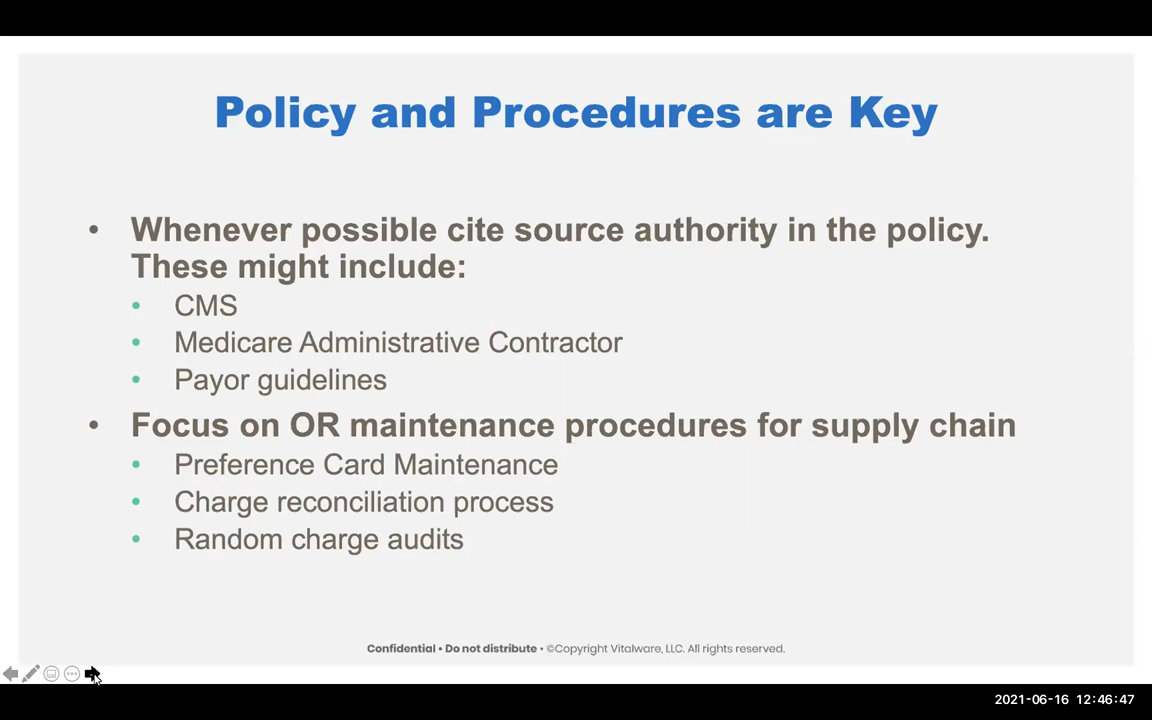 Policy and Procedures are Key
• Whenever possible cite source authority in the policy.
These might include:
• CMS
• Medicare Administrative Contractor
• Payor guidelines
• Focus on OR maintenance procedures for supply chain
• Preference Card Maintenance
• Charge reconciliation process
• Random charge audits
Confidential • Do not distribute • ©Copyright Vitalware, LLC. All rights reserved.
2021-06-16 12:46:47